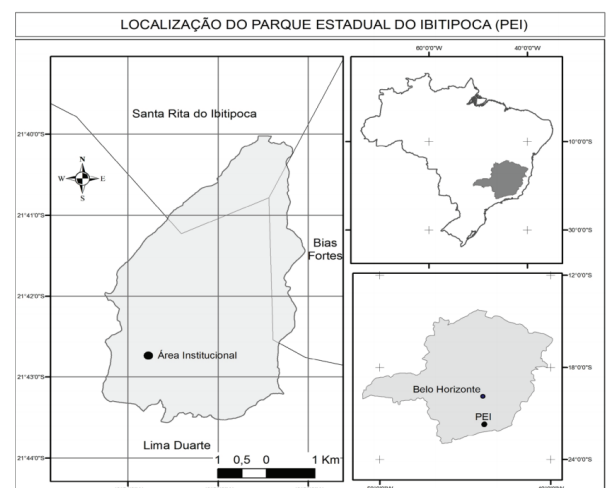 LOCALIZAÇÃO DO PARQUE ESTADUAL DO IBITIPOCA (PEI)
60°0'0"W 40°0'0"W
Santa Rita do Ibitipoca
21°40'0"S
N
W E
S
10°0'0"S
21°41'0"S
Bias
Fortes
30°0'0"S
12°0'0"S
21°42'0"S
Área Institucional
18°0'0"S
21°43'0"S
Belo Horizonte
PEI
Lima Duarte
1 0,5 0 1 Km
21°44'0"S
24°0'0"S